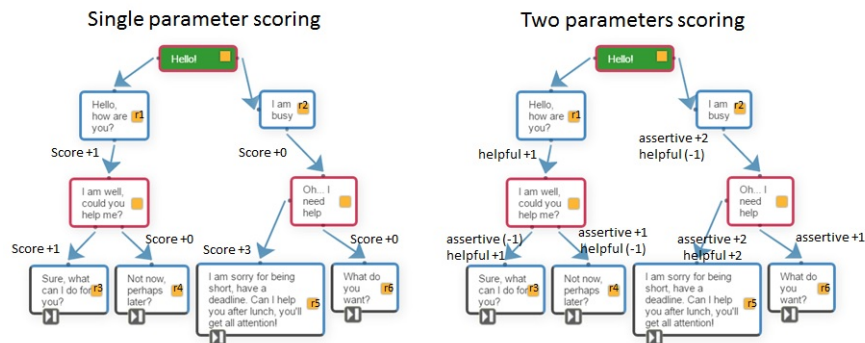 Single parameter scoring
Hello!
Hello,
how are
you?
r1
I am
busy
r2
Score +1
Score +0
I am well,
could you
help me?
Oh... I
need
help
Score +1
Score +0
Score +3
Score +0
Sure, what
can I do for
you?
r3
Not now,
perhaps
later?
r4
I am sorry for being
short, have a
deadline. Can I help
you after lunch, you'll
get all attention!
r5
What do
you
want?
r6
Two parameters scoring
Hello!
Hello,
how are
you?
r1
I am
busy
r2
helpful +1
assertive +2
helpful (-1)
I am well,
could you
help me?
Oh... I
need
help
assertive (-1)
helpful +1
assertive +1
helpful (-1)
assertive +2
helpful +2
assertive +1
Sure, what
can I do for
you?
r3
Not now,
perhaps
later?
r4
I am sorry for being
short, have a
deadline. Can I help
you after lunch, you'll
get all attention!
r5
What do
you
want?
r6